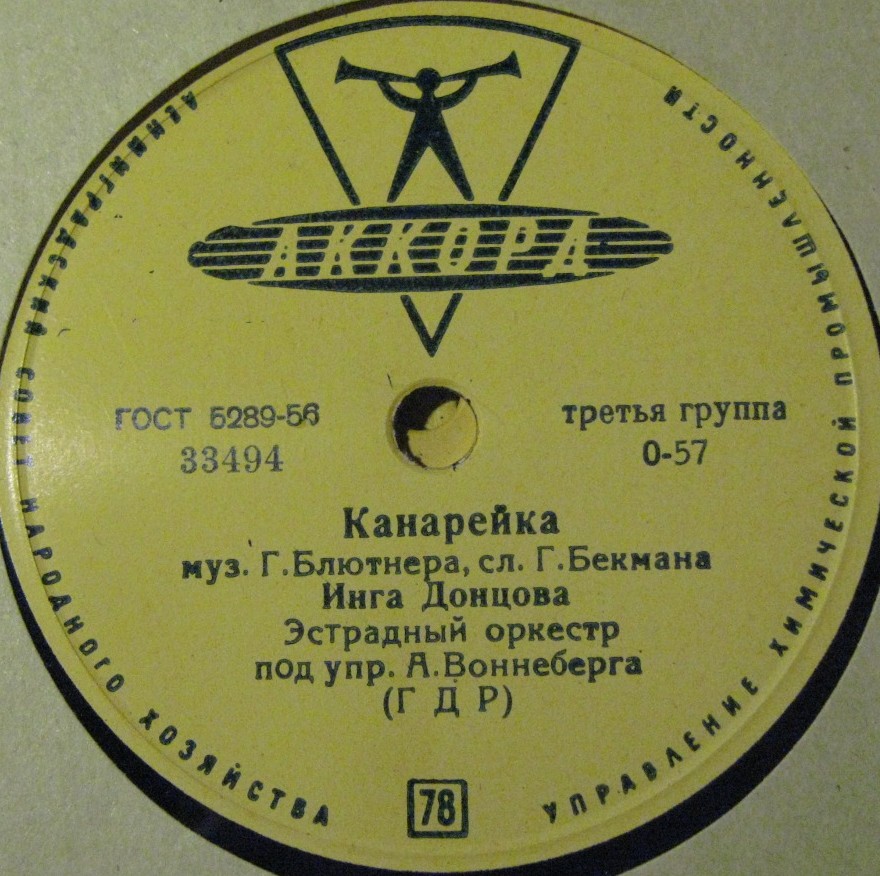 АККОРД
ЛЕНИНГРАДСКИЙ СОВЕТ НАРОДНОГО ХОЗЯЙСТВА
УПРАВЛЕНИЕ ХИМИЧЕСКОЙ ПРОМЫШЛЕННОСТИ
ГОСТ 5289-56
33494
третья группа
0-57
Канарейка
муз. Г.Блютнера, сл. Г.Бекмана
Инга Донцова
Эстрадный оркестр
под упр. А.Воннеберга
(Г Д Р)
78